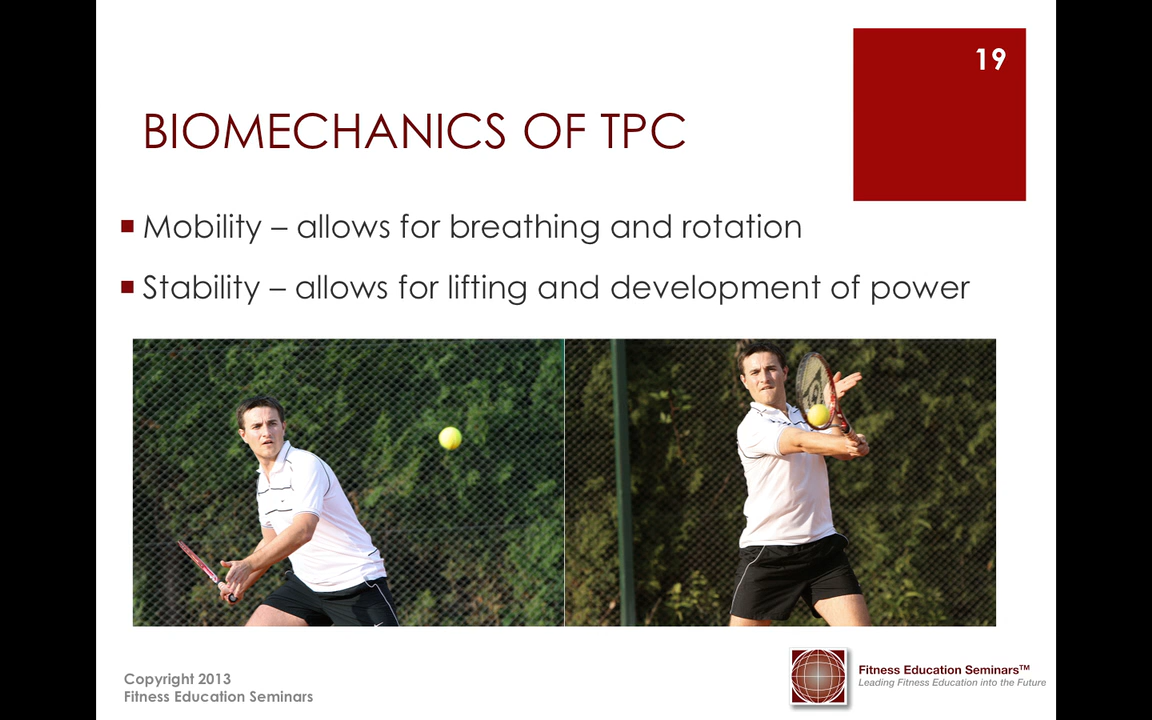 19
BIOMECHANICS OF TPC
Mobility – allows for breathing and rotation
Stability – allows for lifting and development of power
Copyright 2013
Fitness Education Seminars
Fitness Education Seminars™
Leading Fitness Education into the Future